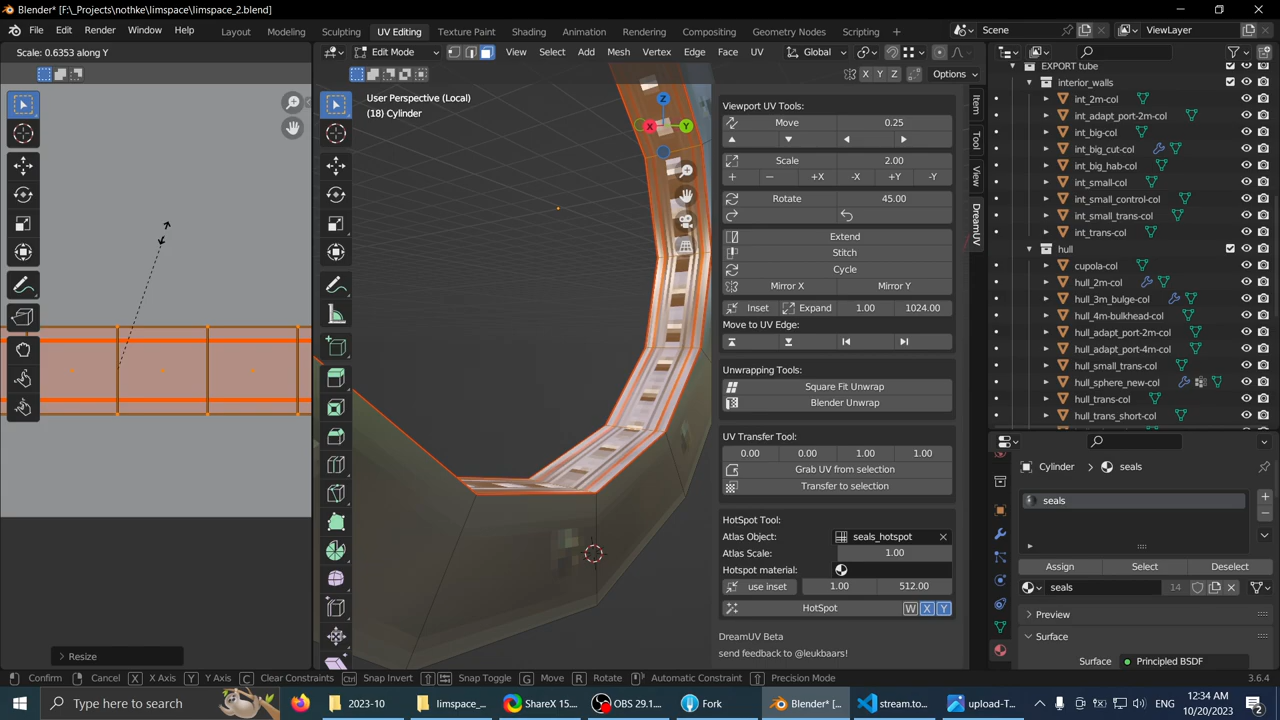 Blender* [F:\_Projects\nothke\limspace\limspace_2.blend]
File Edit Render Window Help Layout Modeling UV Editing Texture Paint Shading Animation Rendering Compositing Geometry Nodes Scripting Scene ViewLayer
Scale: 0.6353 along Y
Edit Mode View Select Add Mesh Vertex Edge Face UV Global
X Y Z Options
User Perspective (Local)
(18) Cylinder
Z
X Y
Resize
Viewport UV Tools:
Move 0.25
Scale 2.00
+ − +X -X +Y -Y
Rotate 45.00
Extend
Stitch
Cycle
Mirror X Mirror Y
Inset Expand 1.00 1024.00
Move to UV Edge:
Unwrapping Tools:
Square Fit Unwrap
Blender Unwrap
UV Transfer Tool:
0.00 0.00 1.00 1.00
Grab UV from selection
Transfer to selection
HotSpot Tool:
Atlas Object: seals_hotspot
Atlas Scale: 1.00
Hotspot material:
use inset 1.00 512.00
HotSpot W X Y
DreamUV Beta
send feedback to @leukbaars!
Item
Tool
View
DreamUV
EXPORT tube
interior_walls
int_2m-col
int_adapt_port-2m-col
int_big-col
int_big_cut-col
int_big_hab-col
int_small-col
int_small_control-col
int_small_trans-col
int_trans-col
hull
cupola-col
hull_2m-col
hull_3m_bulge-col
hull_4m-bulkhead-col
hull_adapt_port-2m-col
hull_adapt_port-4m-col
hull_small_trans-col
hull_sphere_new-col
hull_trans-col
hull_trans_short-col
Cylinder seals
seals
Assign Select Deselect
seals 14
Preview
Surface
Surface Principled BSDF
Confirm Cancel X X Axis Y Y Axis C Clear Constraints Ctrl Snap Invert Snap Toggle G Move R Rotate Automatic Constraint Precision Mode 3.6.4
Type here to search 2023-10 limspace_... ShareX 15.... OBS 29.1.... Fork Blender* [... stream.to... upload-T... ENG 12:34 AM
10/20/2023
2